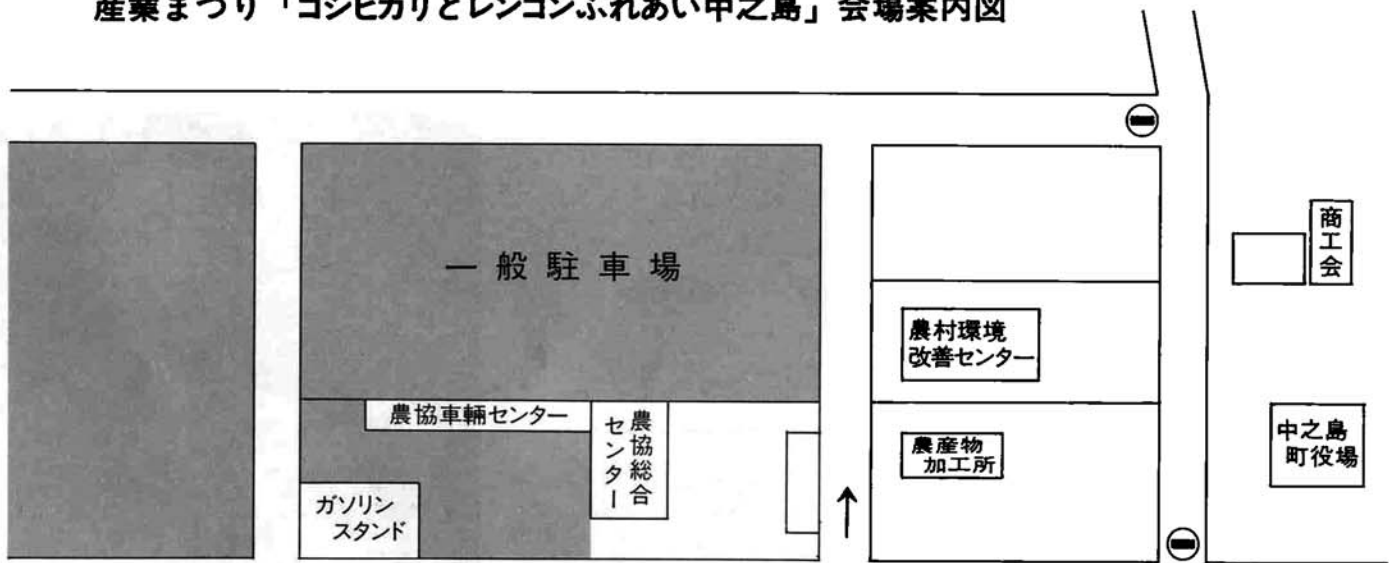 産業まつり「コシヒカリとレンコンふれあい中之島」会場案内図
一般駐車場
商工会
農村環境
改善センター
農協車輛センター
農協総合
センター
農産物
加工所
中之島
町役場
ガソリン
スタンド